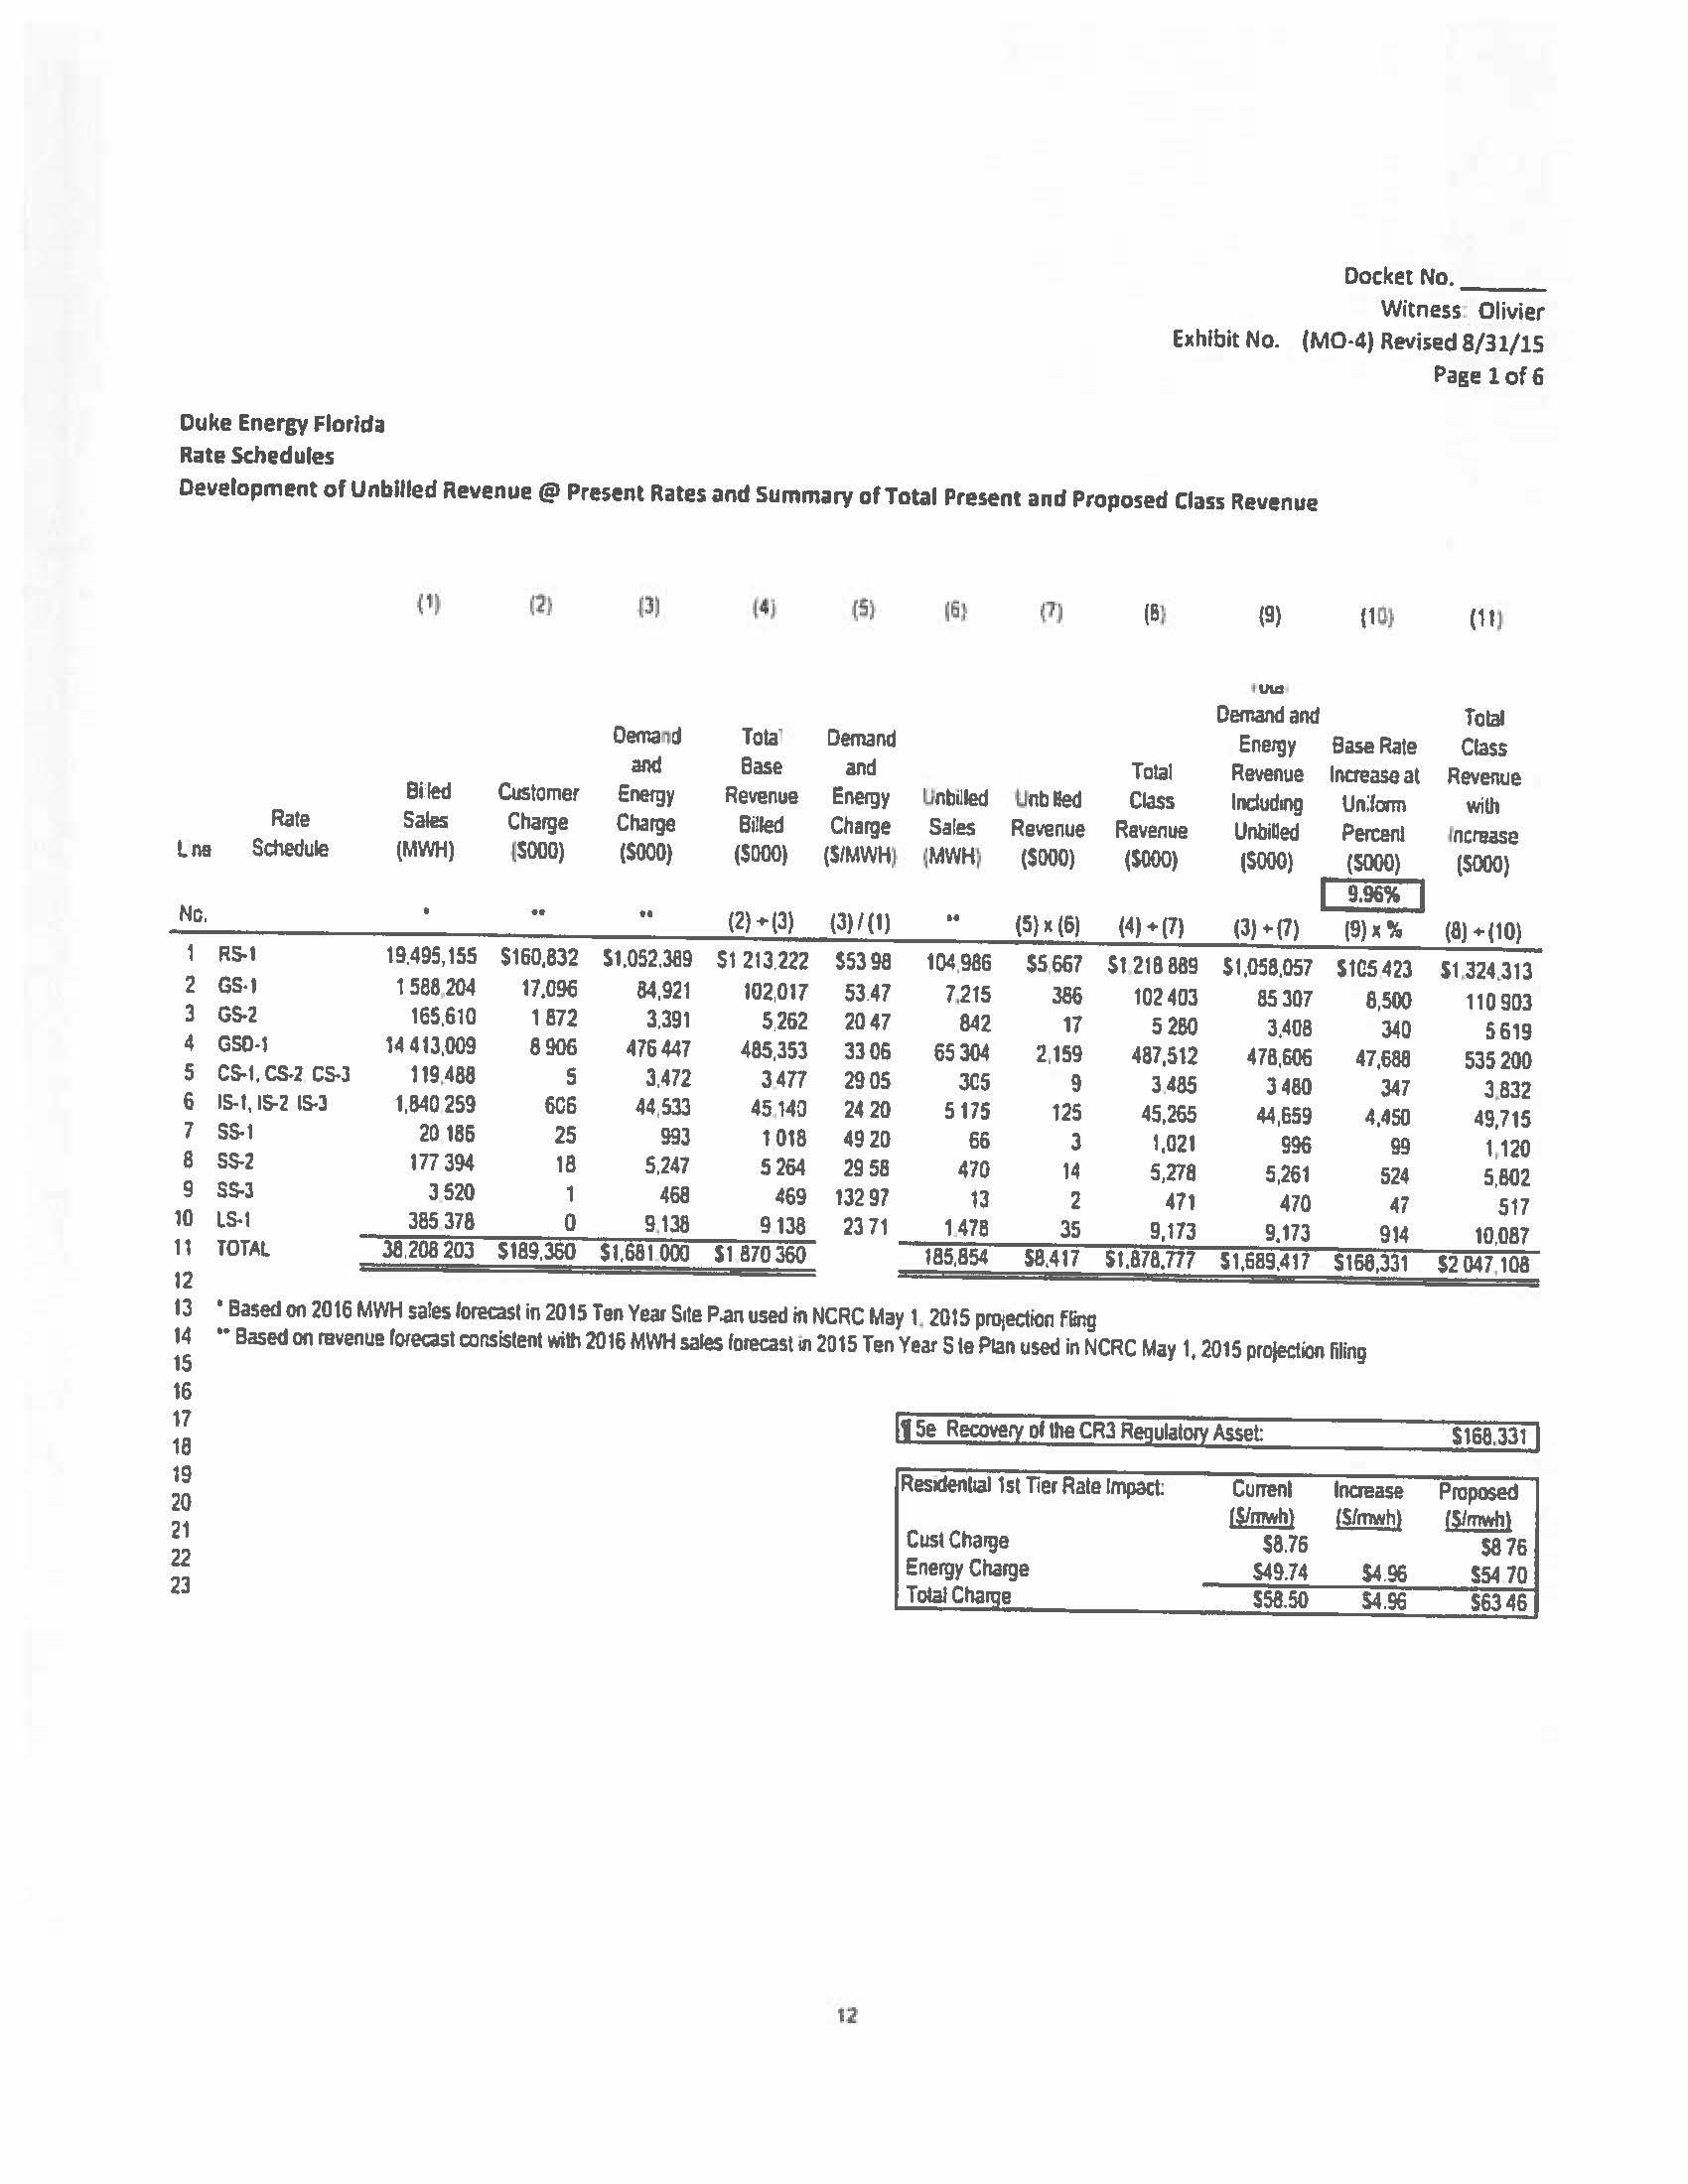 Docket No. ______
Witness: Olivier
Exhibit No. (MO-4) Revised 8/31/15
Page 1 of 6
Duke Energy Florida
Rate Schedules
Development of Unbilled Revenue @ Present Rates and Summary of Total Present and Proposed Class Revenue
(1) (2) (3) (4) (5) (6) (7) (8) (9) (10) (11)
Demand and Total
Demand Total Demand Energy Base Rate Class
and Base and Total Revenue Increase at Revenue
Billed Customer Energy Revenue Energy Unbilled Unbilled Class Including Uniform with
Rate Sales Charge Charge Billed Charge Sales Revenue Revenue Unbilled Percent Increase
Line Schedule (MWH) ($000) ($000) ($000) ($/MWH) (MWH) ($000) ($000) ($000) ($000) ($000)
9.96%
No. * ** ** (2) + (3) (3) / (1) ** (5) x (6) (4) + (7) (3) + (7) (9) x % (8) + (10)
1 RS-1 19,495,155 $160,832 $1,052,389 $1 213,222 $53 98 104,986 $5,667 $1,218 889 $1,058,057 $105 423 $1,324,313
2 GS-1 1 588,204 17,096 84,921 102,017 53.47 7,215 386 102 403 85 307 8,500 110 903
3 GS-2 165,610 1 872 3,391 5,262 20 47 842 17 5 280 3,408 340 5 619
4 GSD-1 14 413,009 8 906 476 447 485,353 33 06 65 304 2,159 487,512 478,606 47,688 535 200
5 CS-1, CS-2 CS-3 119,488 5 3,472 3 477 29 05 305 9 3,485 3 480 347 3,832
6 IS-1, IS-2 IS-3 1,840 259 606 44,533 45,140 24 20 5 175 125 45,265 44,659 4,450 49,715
7 SS-1 20 186 25 993 1 018 49 20 66 3 1,021 996 99 1,120
8 SS-2 177 394 18 5,247 5 264 29 58 470 14 5,278 5,261 524 5,802
9 SS-3 3 520 1 468 469 132 97 13 2 471 470 47 517
10 LS-1 385 378 0 9,138 9 138 23 71 1,478 35 9,173 9,173 914 10,087
11 TOTAL 38,208 203 $189,360 $1,681 000 $1 870 360 185,854 $8,417 $1,878,777 $1,689,417 $168,331 $2 047,108
12
13 * Based on 2016 MWH sales forecast in 2015 Ten Year Site Plan used in NCRC May 1, 2015 projection filing
14 ** Based on revenue forecast consistent with 2016 MWH sales forecast in 2015 Ten Year Site Plan used in NCRC May 1, 2015 projection filing
15
16
17 ¶ 5e Recovery of the CR3 Regulatory Asset: $168,331
18
19 Residential 1st Tier Rate Impact: Current Increase Proposed
20 ($/mwh) ($/mwh) ($/mwh)
21 Cust Charge $8.76 $8 76
22 Energy Charge $49.74 $4.96 $54 70
23 Total Charge $58.50 $4.96 $63 46
12